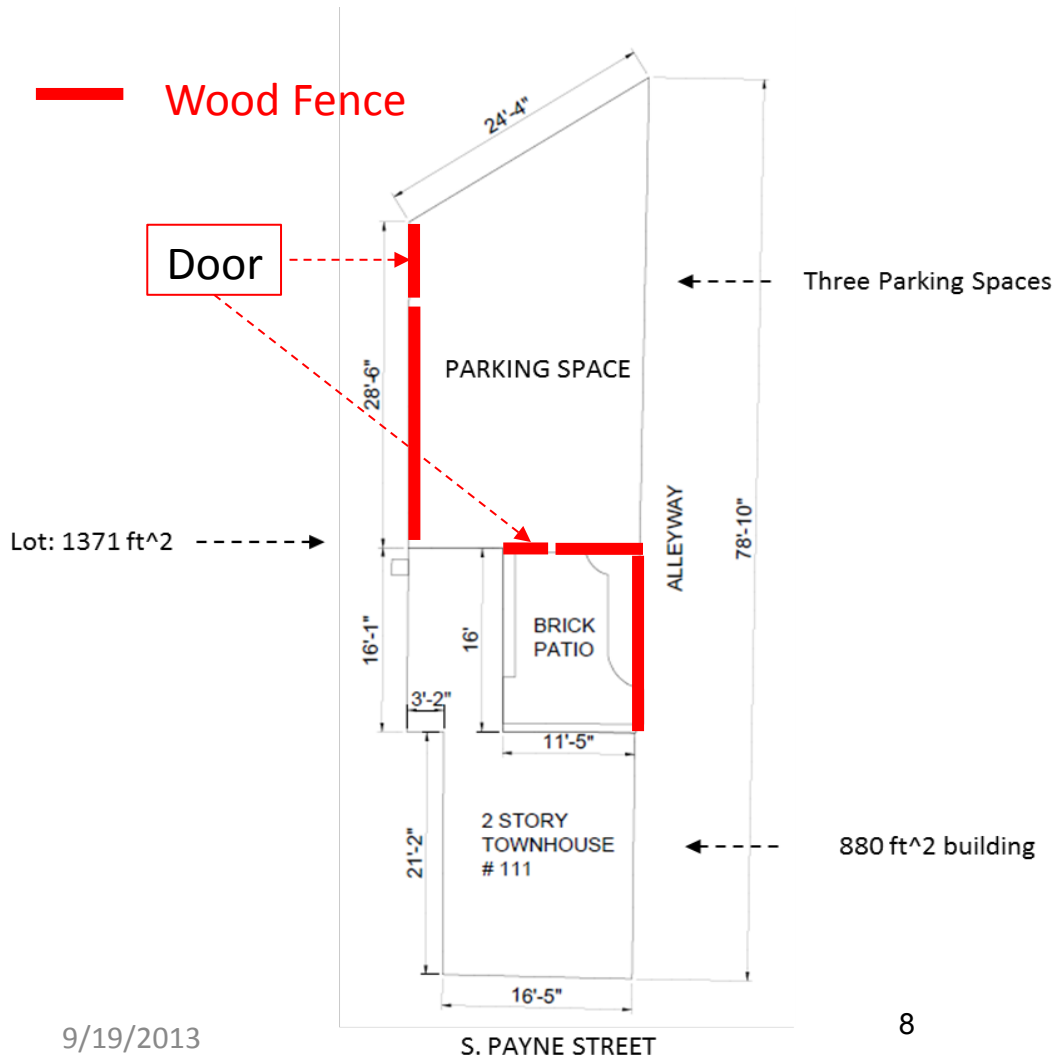 Wood Fence
24'-4"
Door
Three Parking Spaces
PARKING SPACE
28'-6"
ALLEYWAY
78'-10"
Lot: 1371 ft^2
16'-1"
16'
BRICK
PATIO
3'-2"
11'-5"
2 STORY
TOWNHOUSE
# 111
21'-2"
880 ft^2 building
16'-5"
9/19/2013
S. PAYNE STREET
8